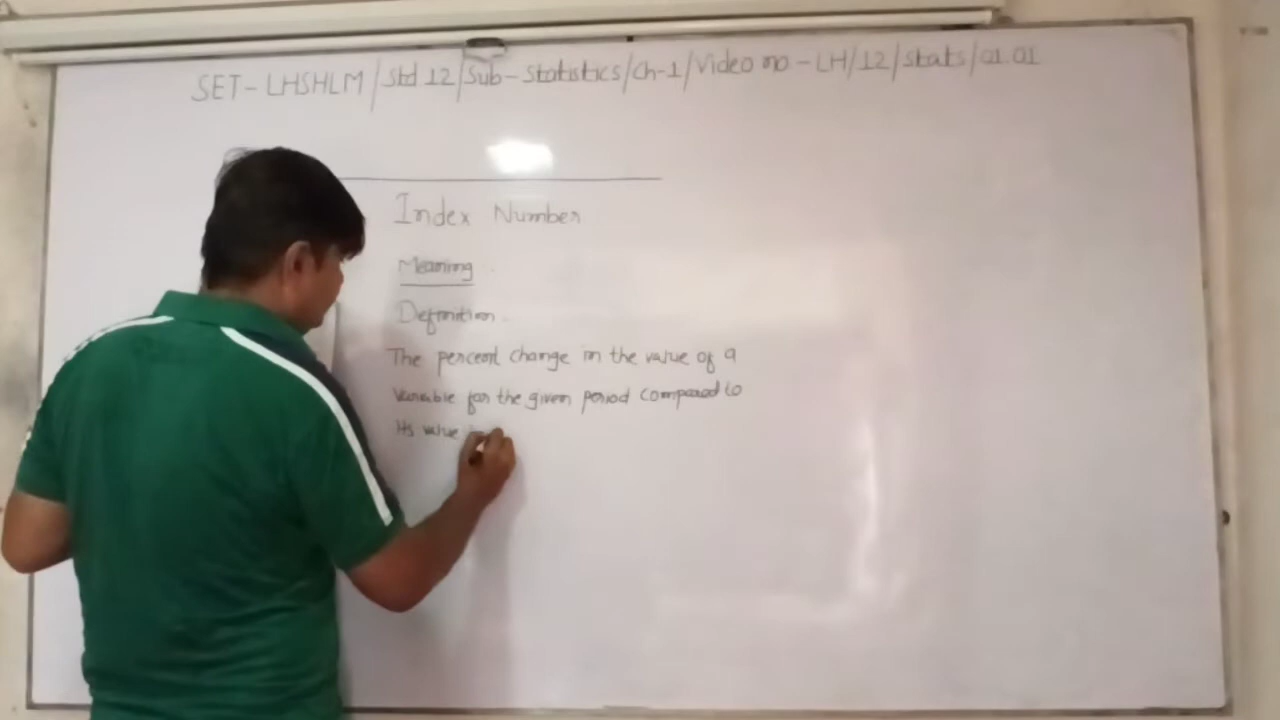 SET - LHSHLM / Std 12 / Sub - Statistics / Ch-1 / Video no - LH/12/Stats/01.01
Index Number
Meaning
Definition
The percent change in the value of a
variable for the given period compared to
its value